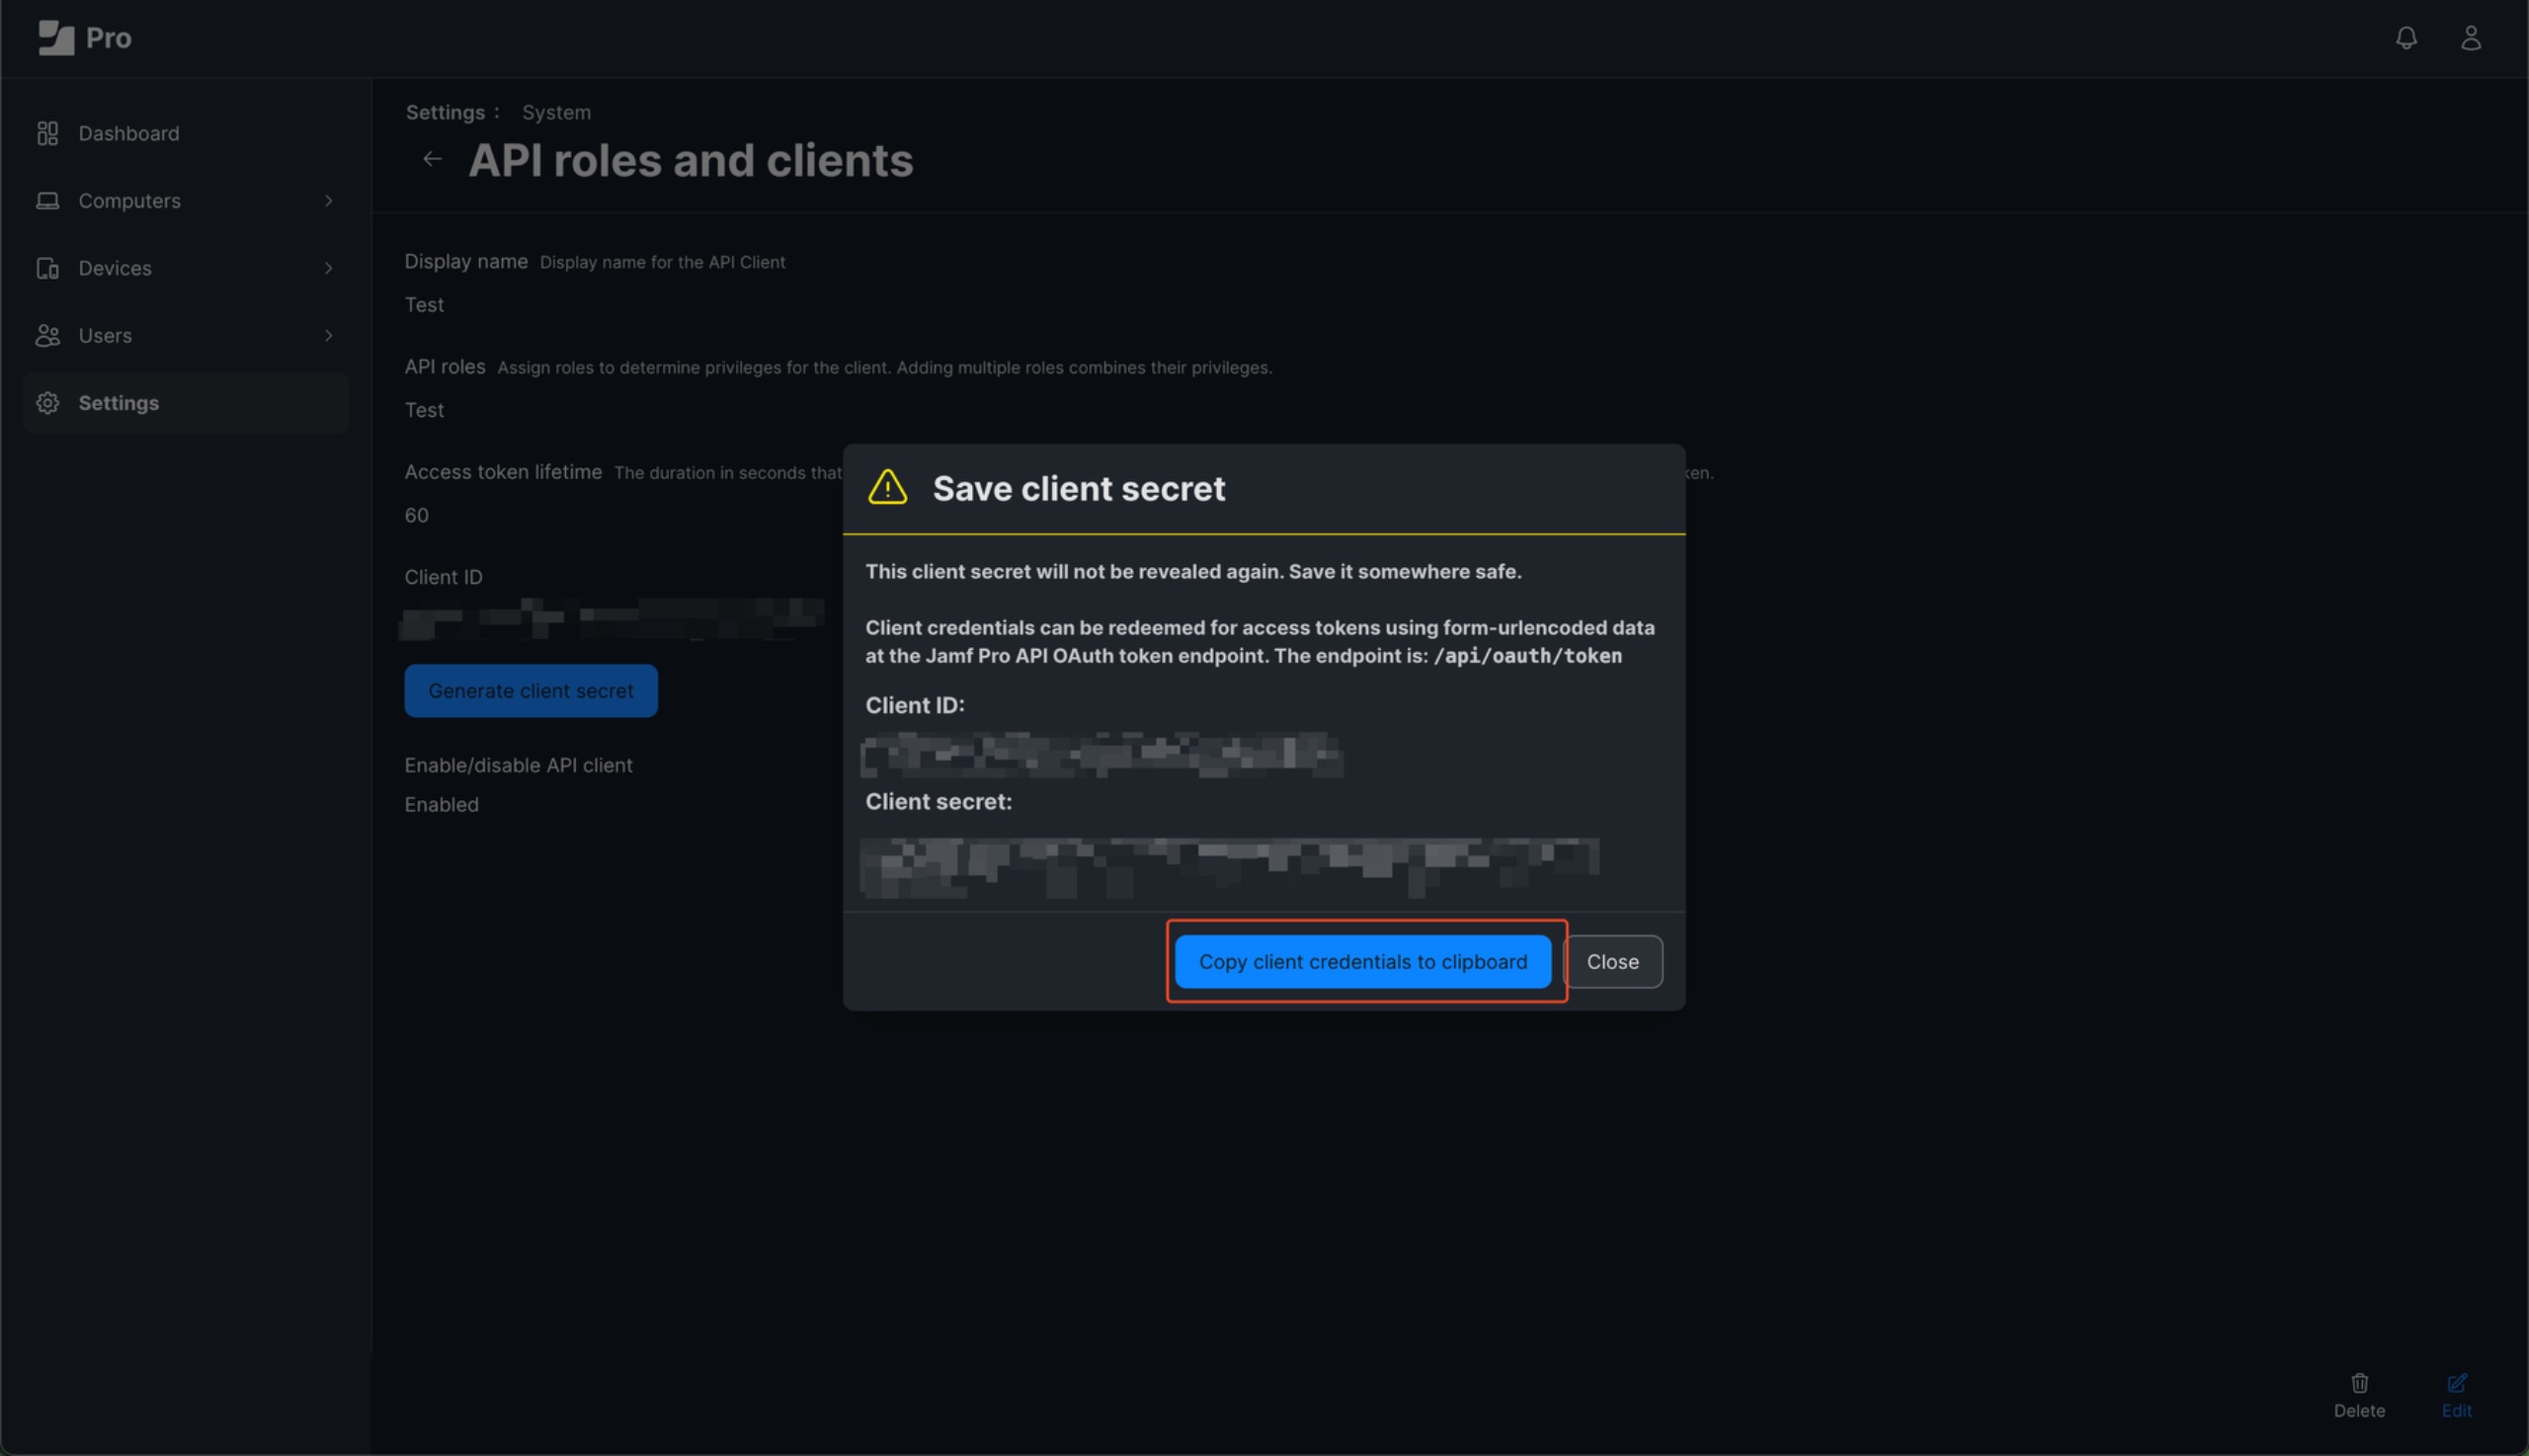 Pro
Dashboard
Computers
Devices
Users
Settings
Settings : System
API roles and clients
Display name Display name for the API Client
Test
API roles Assign roles to determine privileges for the client. Adding multiple roles combines their privileges.
Test
Access token lifetime The duration in seconds that
ken.
60
Client ID
Generate client secret
Enable/disable API client
Enabled
Save client secret
This client secret will not be revealed again. Save it somewhere safe.
Client credentials can be redeemed for access tokens using form-urlencoded data
at the Jamf Pro API OAuth token endpoint. The endpoint is: /api/oauth/token
Client ID:
Client secret:
Copy client credentials to clipboard
Close
Delete
Edit